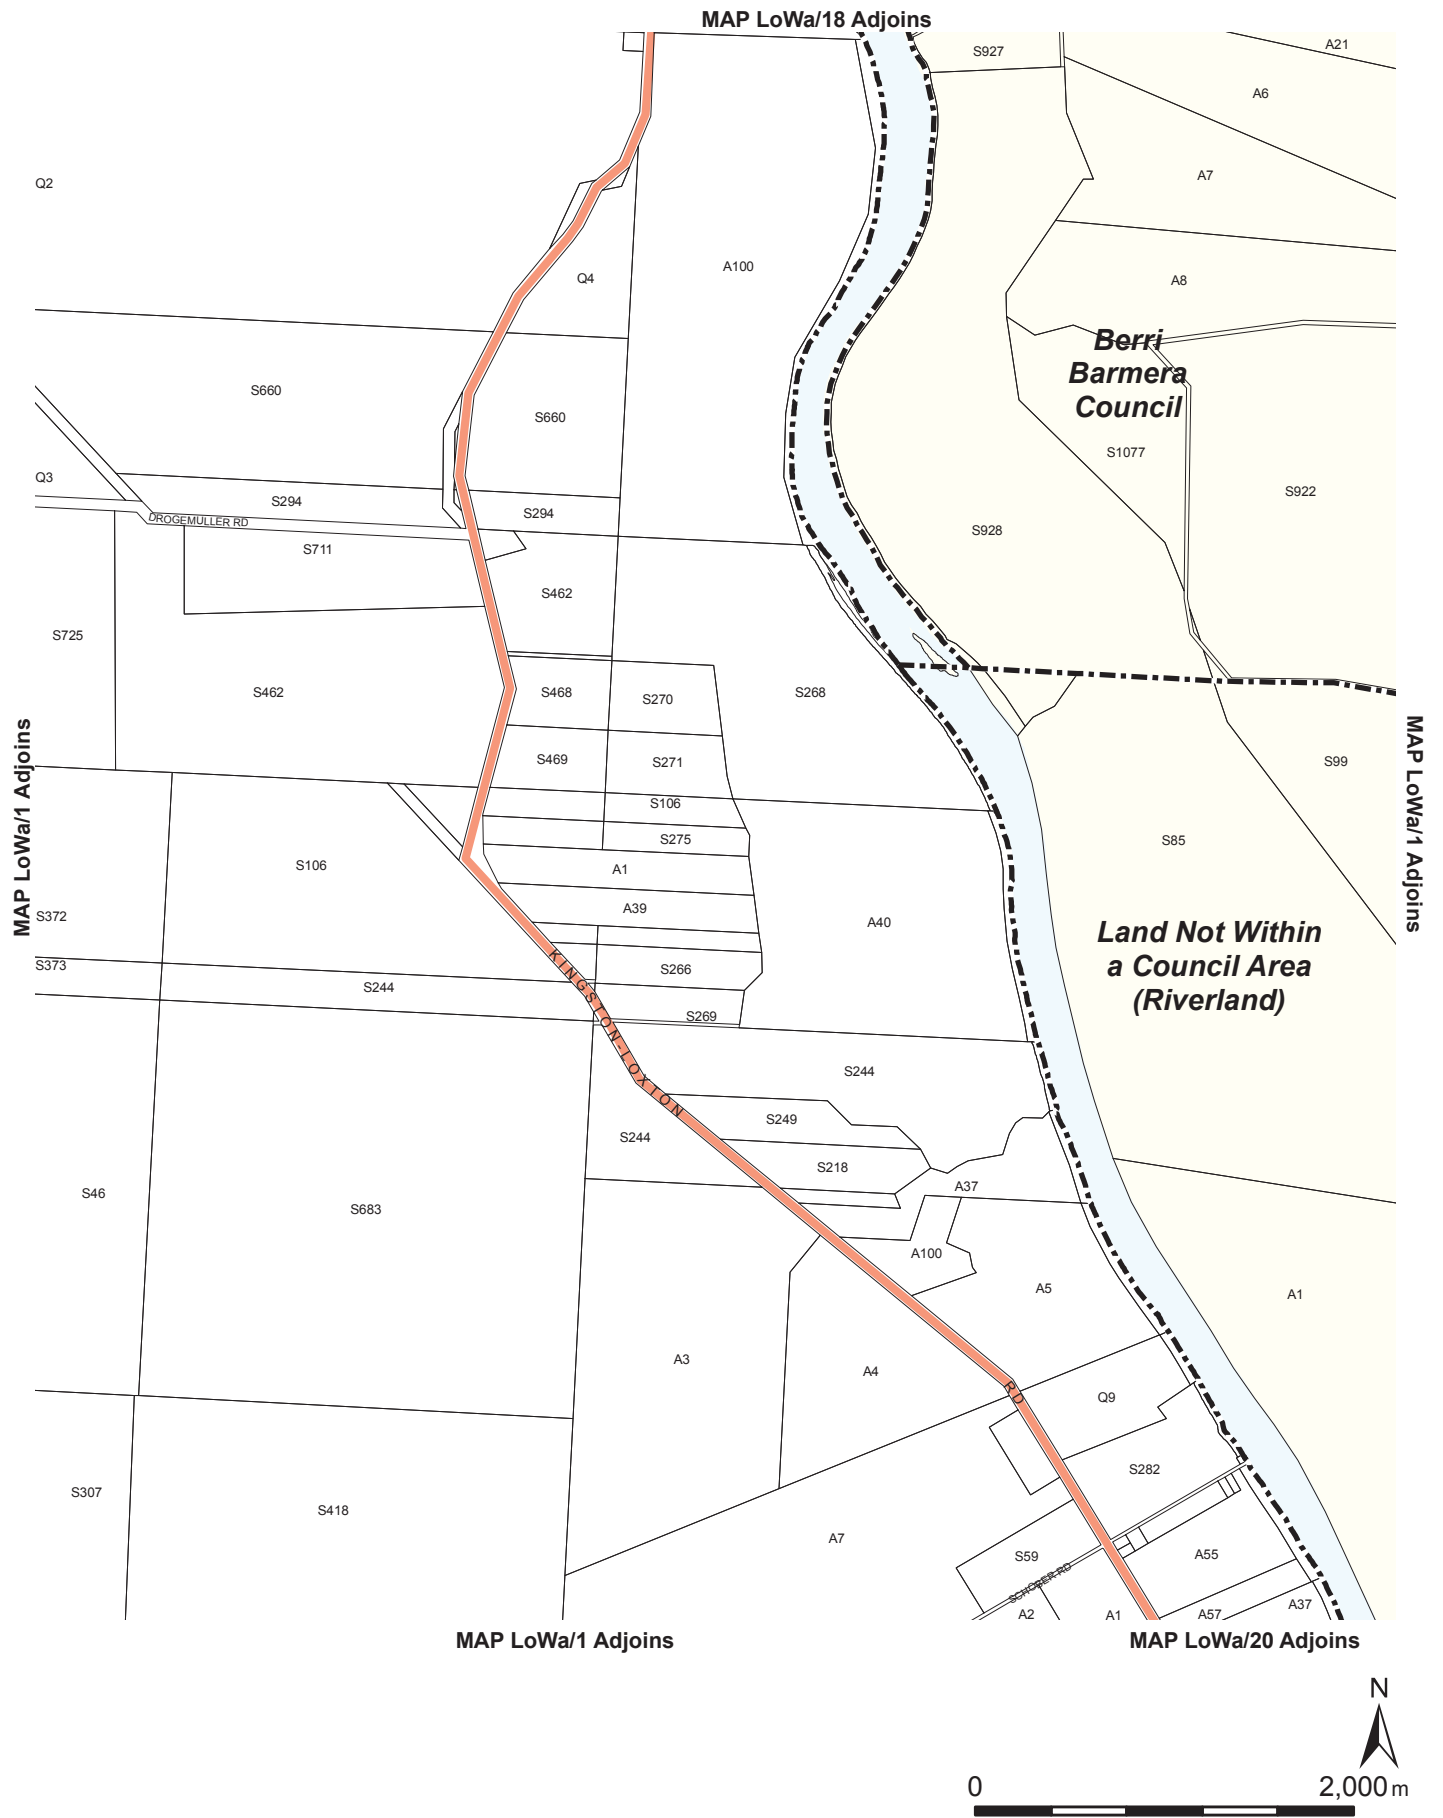 MAP LoWa/18 Adjoins
S927
A21
A6
Q2
A7
A100
Q4
A8
Berri
Barmera
Council
S660
S660
S1077
Q3
S922
S294
S294
DROGEMULLER RD
S928
S711
S462
S725
S462
S468
S270
S268
MAP LoWa/1 Adjoins
MAP LoWa/1 Adjoins
S469
S271
S99
S106
S275
S85
S106
A1
A39
S372
A40
Land Not Within
a Council Area
(Riverland)
S373
S266
S244
S269
KINGSTON-LOXTON RD
S244
S249
S244
S218
A37
S46
S683
A100
A5
A1
A3
A4
Q9
S282
S307
S418
A7
S59
A55
SCHOBER RD
A2
A1
A57
A37
MAP LoWa/1 Adjoins
MAP LoWa/20 Adjoins
N
0
2,000 m